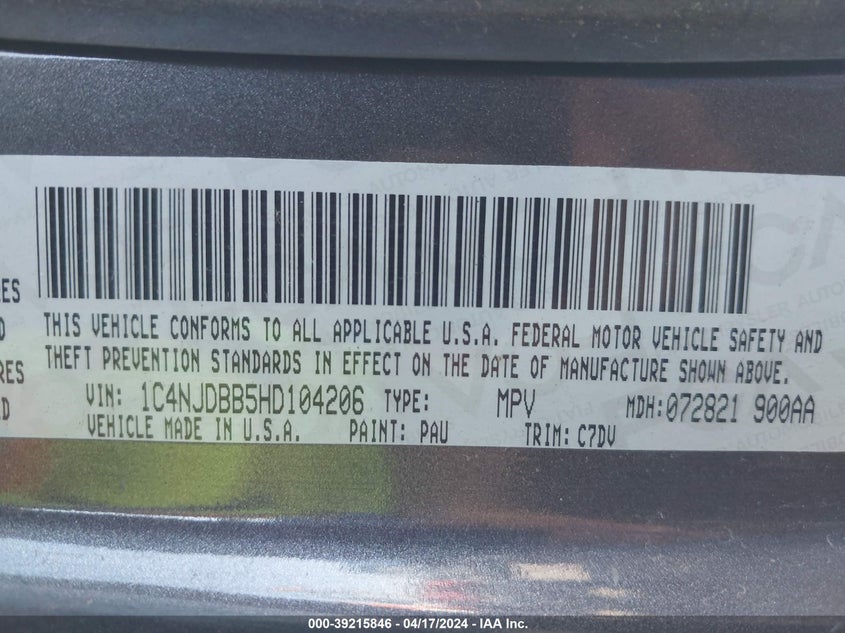 ES
THIS VEHICLE CONFORMS TO ALL APPLICABLE U.S.A. FEDERAL MOTOR VEHICLE SAFETY AND
D
THEFT PREVENTION STANDARDS IN EFFECT ON THE DATE OF MANUFACTURE SHOWN ABOVE.
RES
VIN: 1C4NJDBB5HD104206 TYPE: MPV MDH: 072821 900AA
D
VEHICLE MADE IN U.S.A. PAINT: PAU TRIM: C7DV
000-39215846 - 04/17/2024 - IAA Inc.